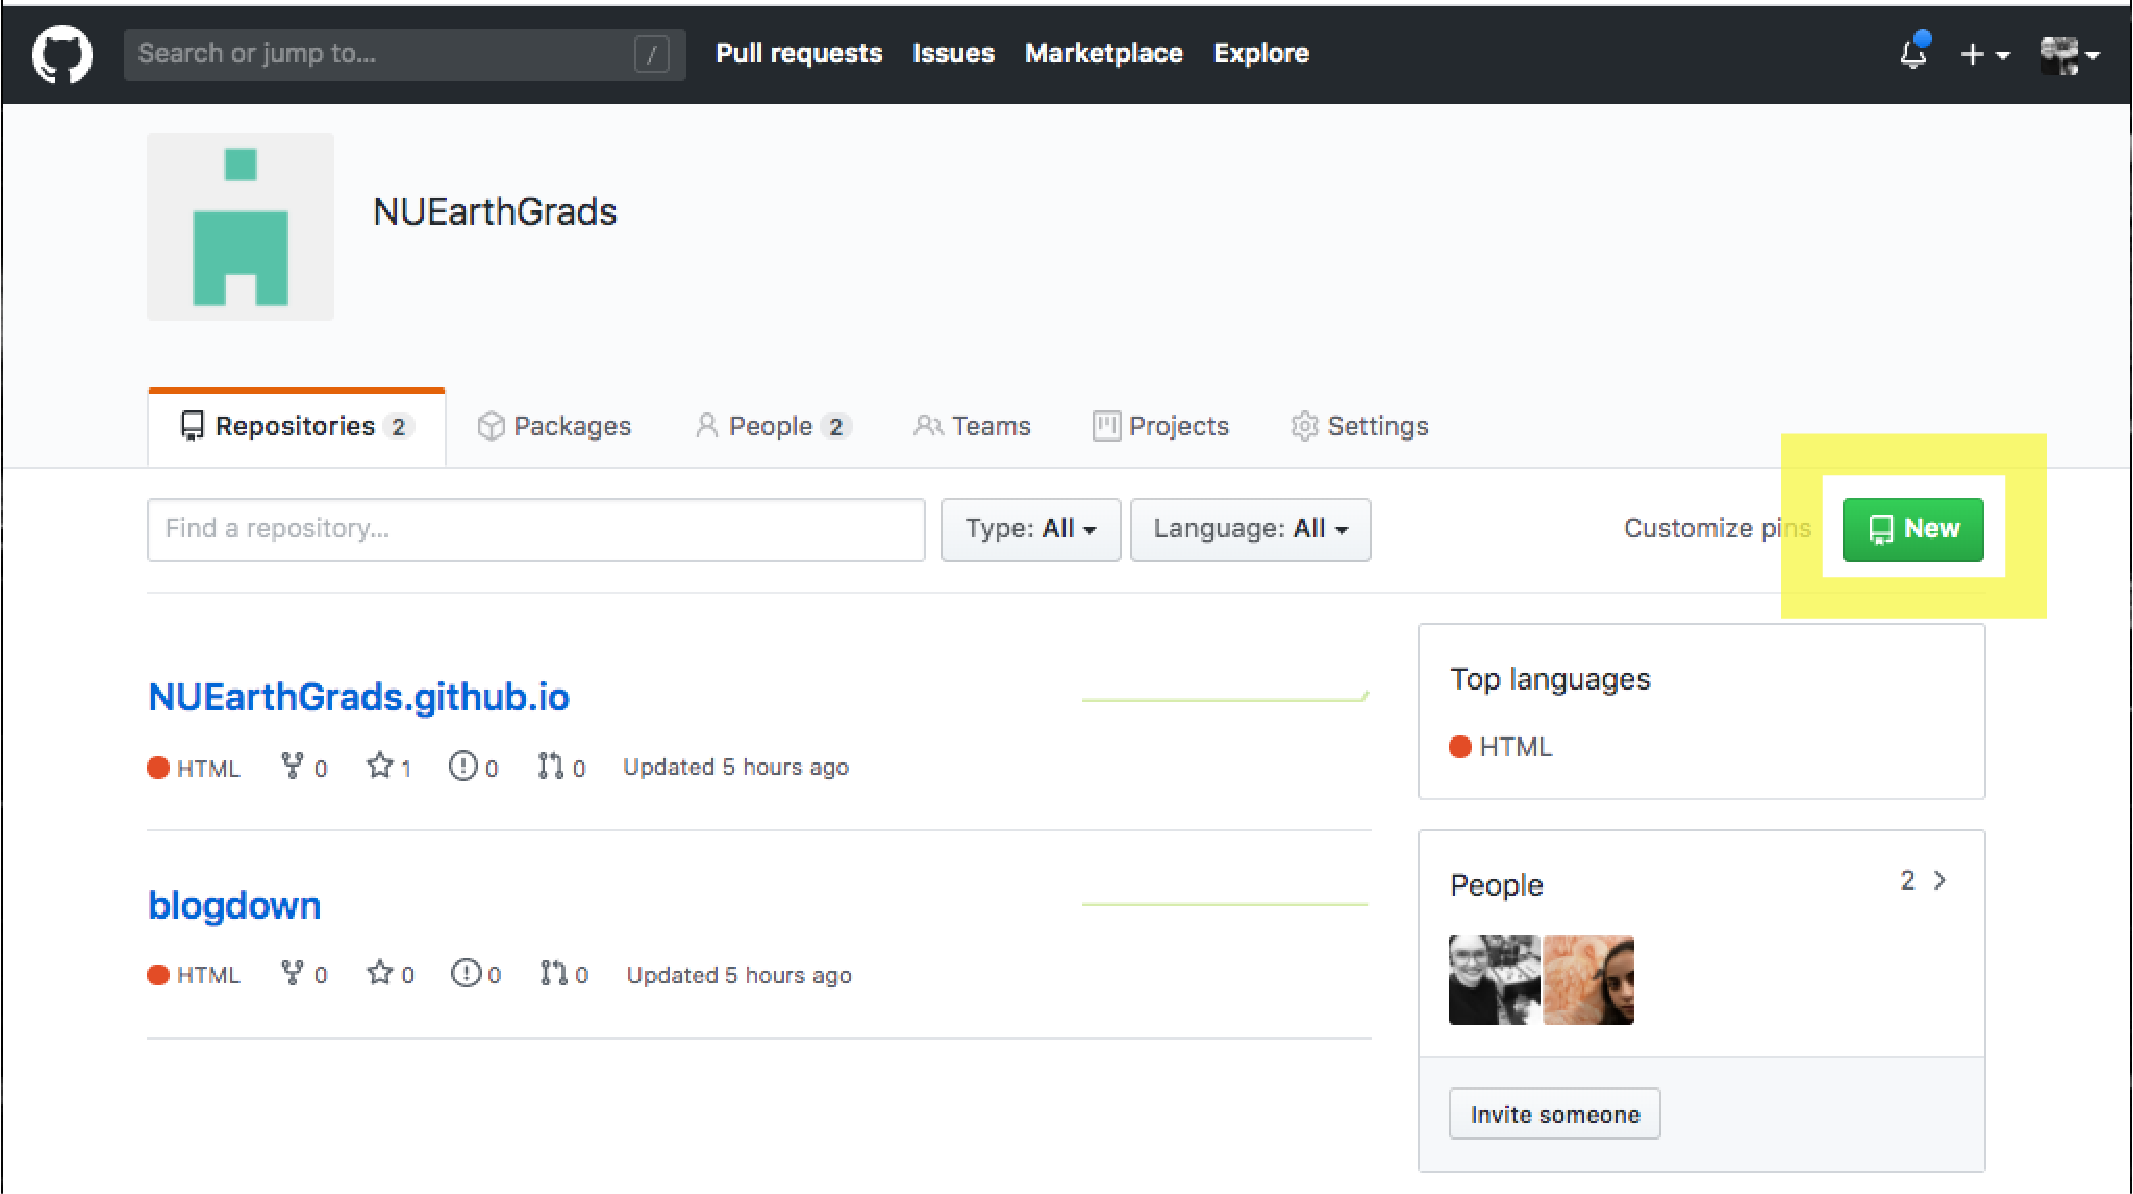 Search or jump to... / Pull requests Issues Marketplace Explore
NUEarthGrads
Repositories 2 Packages People 2 Teams Projects Settings
Find a repository... Type: All Language: All Customize pins New
NUEarthGrads.github.io
HTML 0 1 0 0 Updated 5 hours ago
blogdown
HTML 0 0 0 0 Updated 5 hours ago
Top languages
HTML
People 2
Invite someone